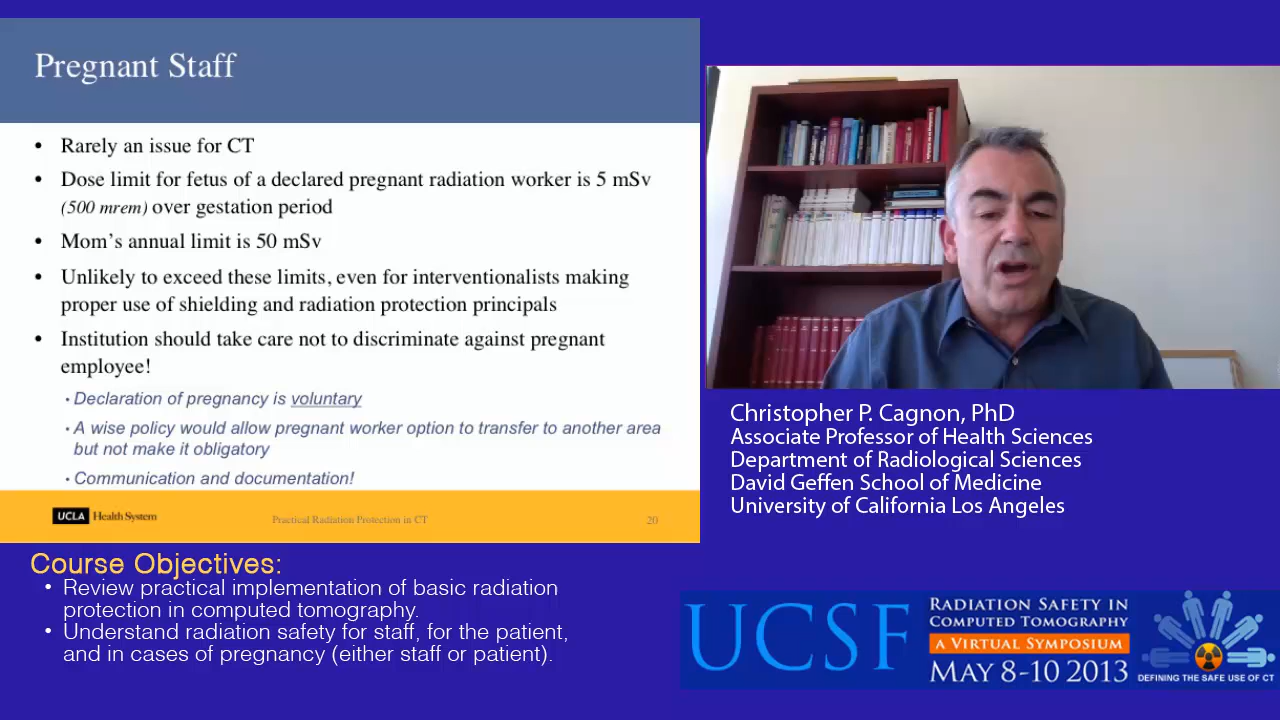 Pregnant Staff
• Rarely an issue for CT
• Dose limit for fetus of a declared pregnant radiation worker is 5 mSv
(500 mrem) over gestation period
• Mom's annual limit is 50 mSv
• Unlikely to exceed these limits, even for interventionalists making
proper use of shielding and radiation protection principals
• Institution should take care not to discriminate against pregnant
employee!
• Declaration of pregnancy is voluntary
• A wise policy would allow pregnant worker option to transfer to another area
but not make it obligatory
• Communication and documentation!
UCLA Health System
Practical Radiation Protection in CT
20
Christopher P. Cagnon, PhD
Associate Professor of Health Sciences
Department of Radiological Sciences
David Geffen School of Medicine
University of California Los Angeles
Course Objectives:
• Review practical implementation of basic radiation
protection in computed tomography.
• Understand radiation safety for staff, for the patient,
and in cases of pregnancy (either staff or patient).
UCSF
RADIATION SAFETY IN
COMPUTED TOMOGRAPHY
A VIRTUAL SYMPOSIUM
MAY 8-10 2013
DEFINING THE SAFE USE OF CT